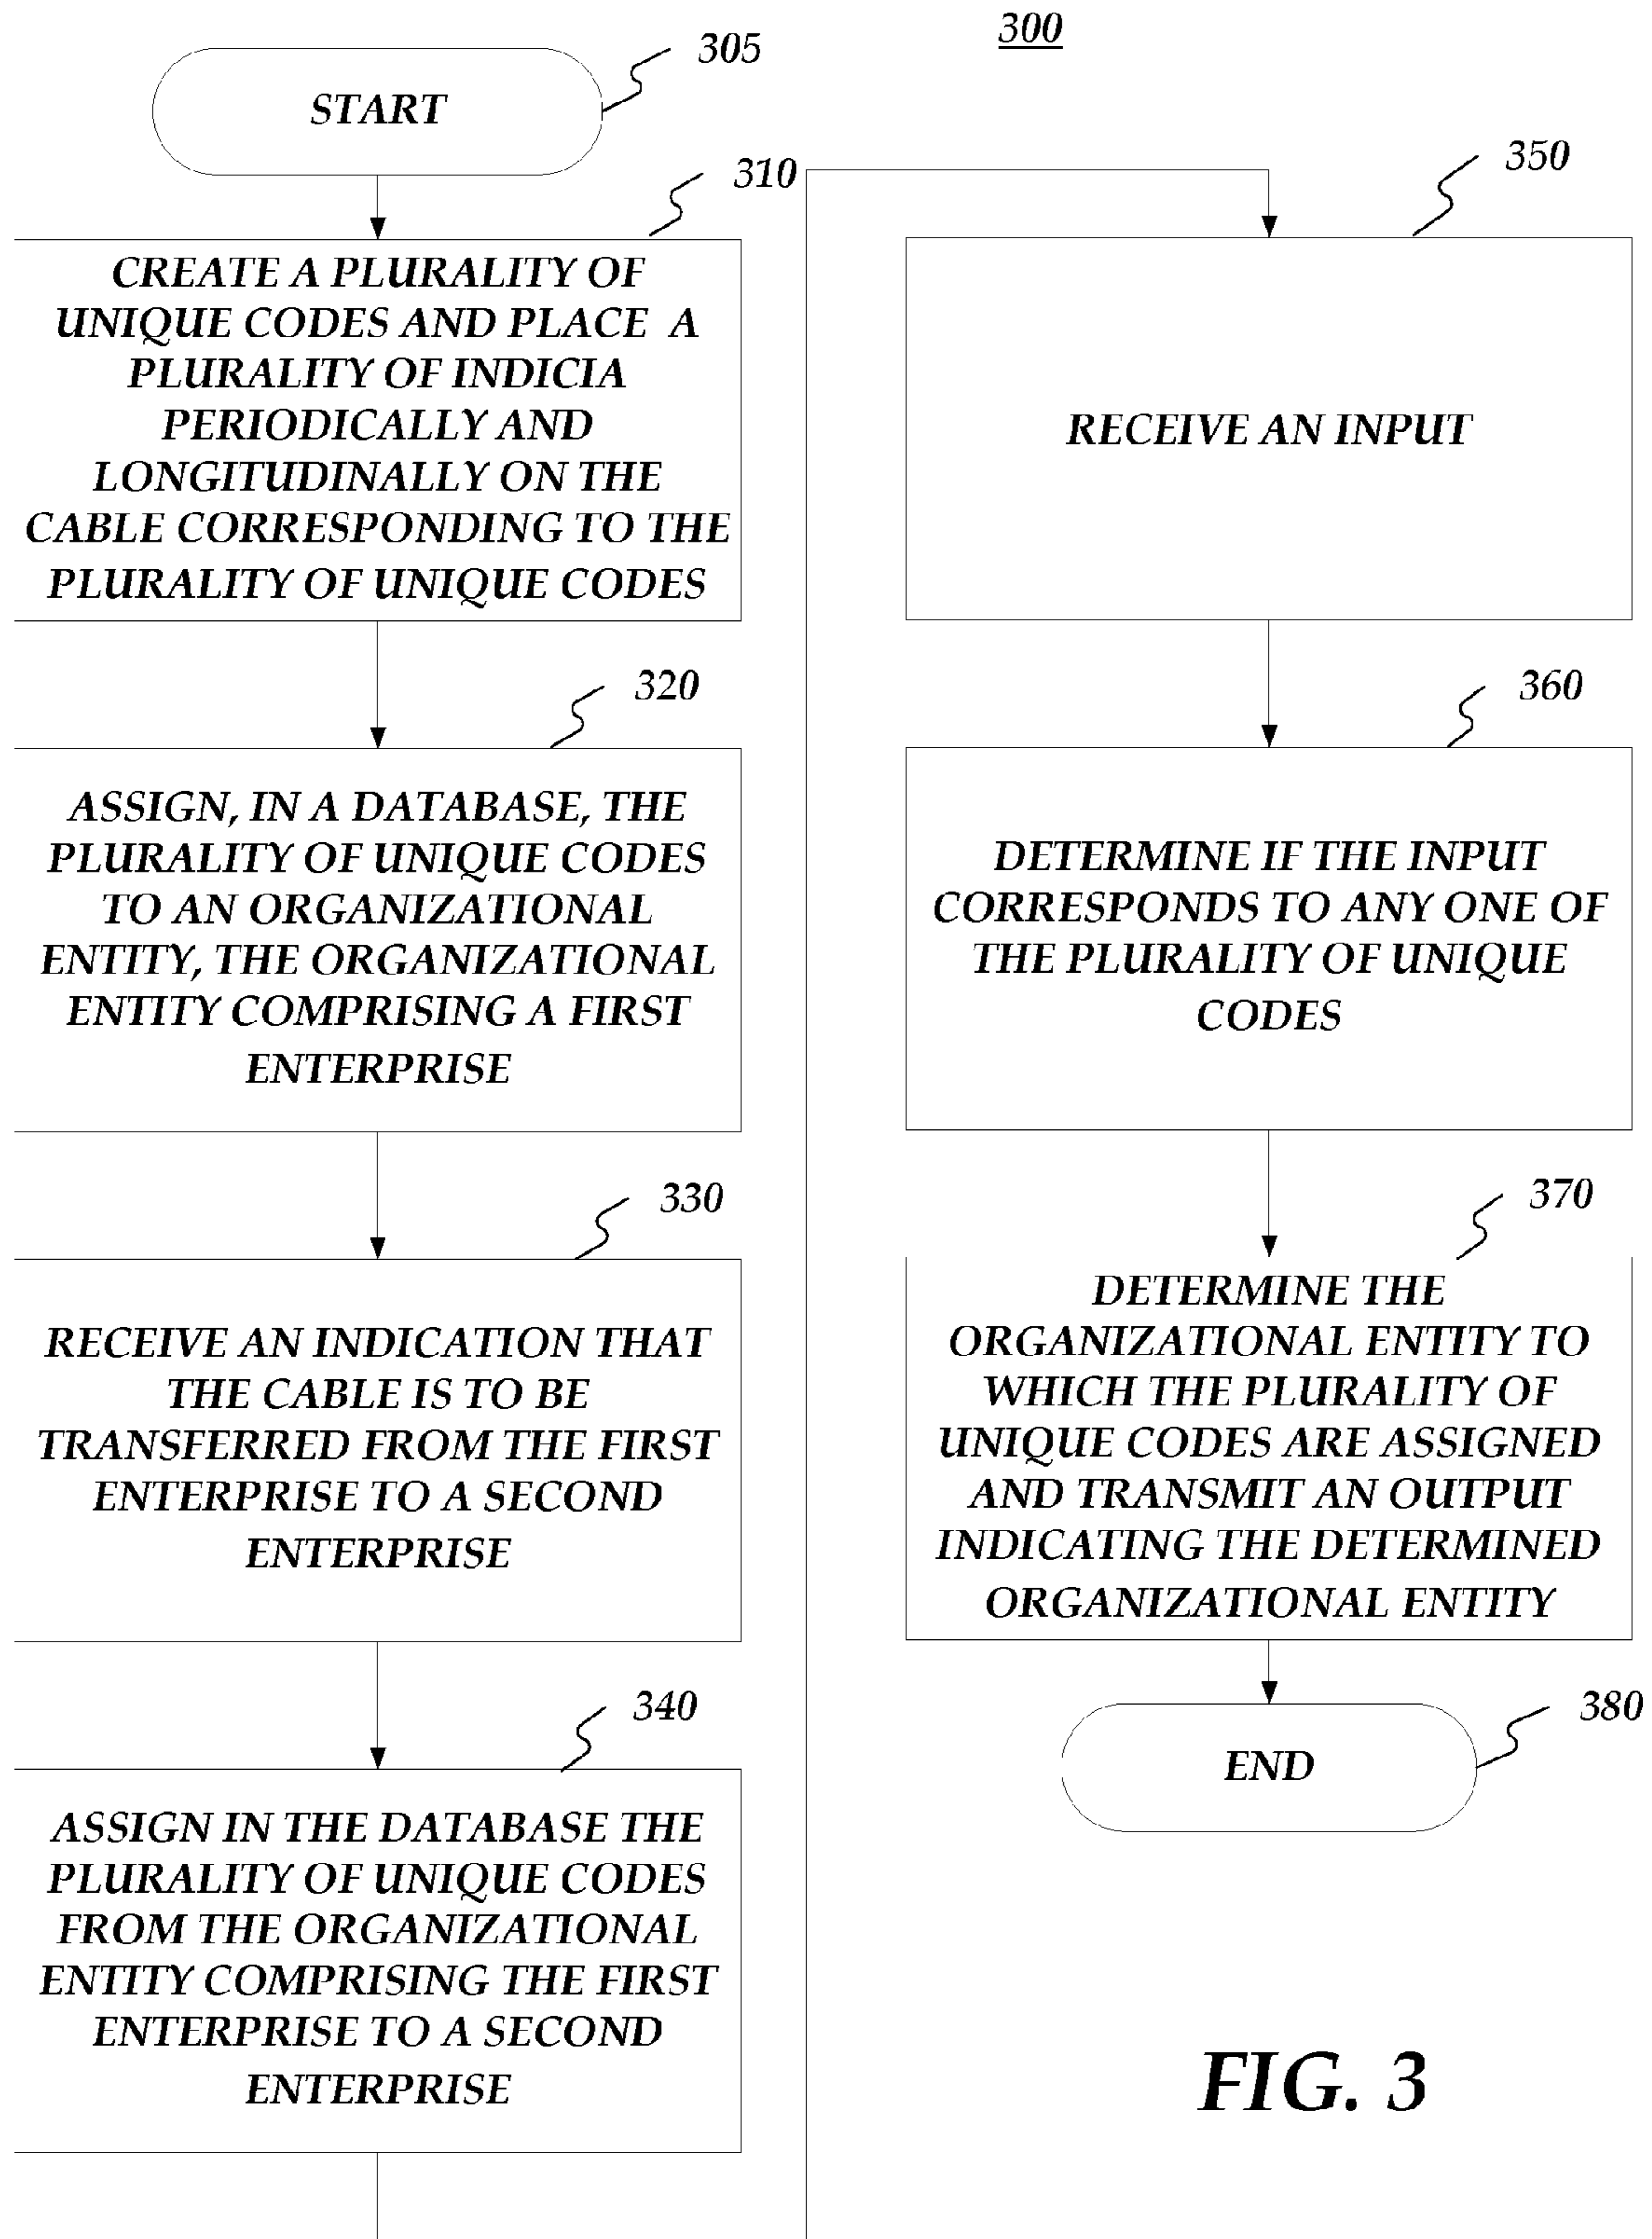 300
305
START
310
CREATE A PLURALITY OF
UNIQUE CODES AND PLACE A
PLURALITY OF INDICIA
PERIODICALLY AND
LONGITUDINALLY ON THE
CABLE CORRESPONDING TO THE
PLURALITY OF UNIQUE CODES
320
ASSIGN, IN A DATABASE, THE
PLURALITY OF UNIQUE CODES
TO AN ORGANIZATIONAL
ENTITY, THE ORGANIZATIONAL
ENTITY COMPRISING A FIRST
ENTERPRISE
330
RECEIVE AN INDICATION THAT
THE CABLE IS TO BE
TRANSFERRED FROM THE FIRST
ENTERPRISE TO A SECOND
ENTERPRISE
340
ASSIGN IN THE DATABASE THE
PLURALITY OF UNIQUE CODES
FROM THE ORGANIZATIONAL
ENTITY COMPRISING THE FIRST
ENTERPRISE TO A SECOND
ENTERPRISE
350
RECEIVE AN INPUT
360
DETERMINE IF THE INPUT
CORRESPONDS TO ANY ONE OF
THE PLURALITY OF UNIQUE
CODES
370
DETERMINE THE
ORGANIZATIONAL ENTITY TO
WHICH THE PLURALITY OF
UNIQUE CODES ARE ASSIGNED
AND TRANSMIT AN OUTPUT
INDICATING THE DETERMINED
ORGANIZATIONAL ENTITY
380
END
FIG. 3